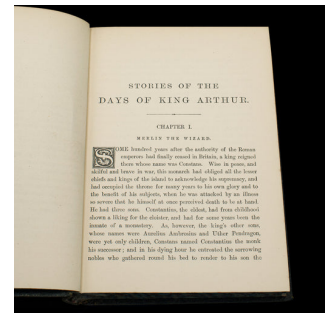 STORIES OF THE
DAYS OF KING ARTHUR.
CHAPTER I.
MERLIN THE WIZARD.
SOME hundred years after the authority of the Roman
emperors had finally ceased in Britain, a king reigned
there whose name was Constans. Wise in peace, and
skilful and brave in war, this monarch had obliged all the lesser
chiefs and kings of the island to acknowledge his supremacy, and
had occupied the throne for many years to his own glory and to
the benefit of his subjects, when he was attacked by an illness
so severe that he himself at once perceived death to be at hand.
He had three sons. Constantius, the eldest, had from childhood
shown a liking for the cloister, and had for some years been the
inmate of a monastery. As, however, the king's other sons,
whose names were Aurelius Ambrosius and Uther Pendragon,
were yet only children, Constans named Constantius the monk
his successor; and in his dying hour he entreated the sorrowing
nobles who gathered round his bed to render to his son the